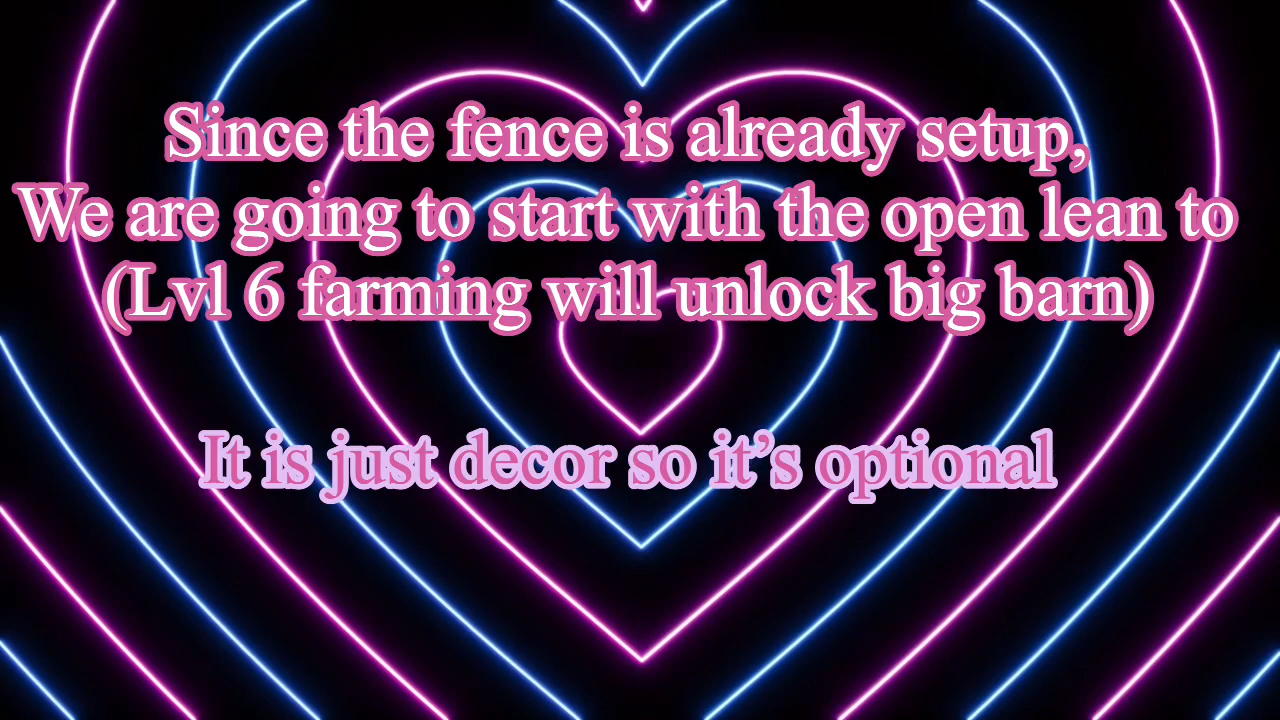 Since the fence is already setup,
We are going to start with the open lean to
(Lvl 6 farming will unlock big barn)
It is just decor so it’s optional